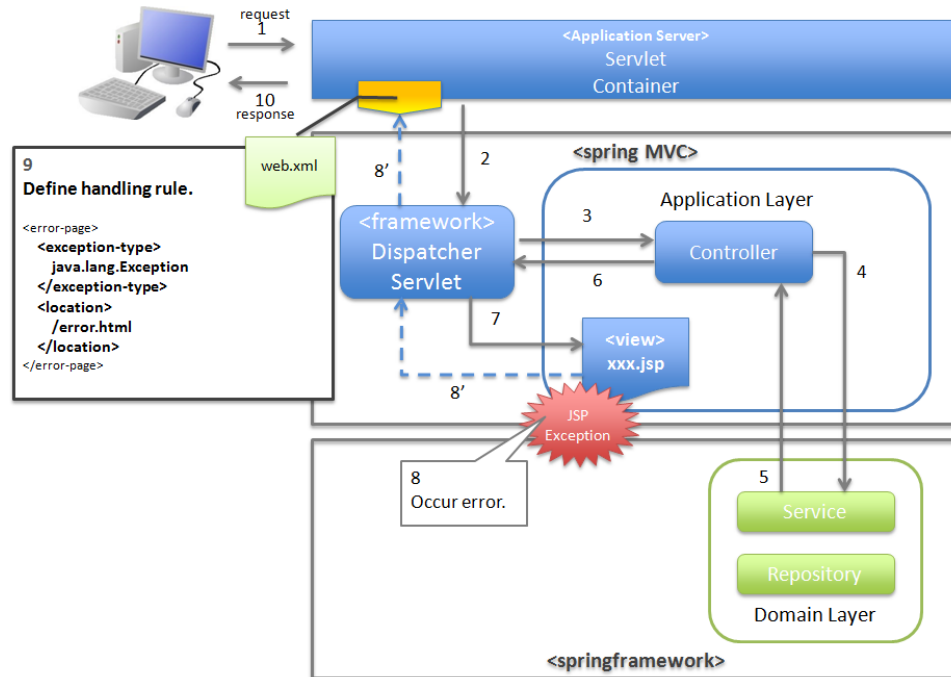 request
1
10
response
<Application Server>
Servlet
Container
web.xml
9
Define handling rule.
<error-page>
<exception-type>
java.lang.Exception
</exception-type>
<location>
/error.html
</location>
</error-page>
8’
2
<spring MVC>
<framework>
Dispatcher
Servlet
3
6
Application Layer
Controller
4
7
<view>
xxx.jsp
8’
JSP
Exception
8
Occur error.
5
Service
Repository
Domain Layer
<springframework>